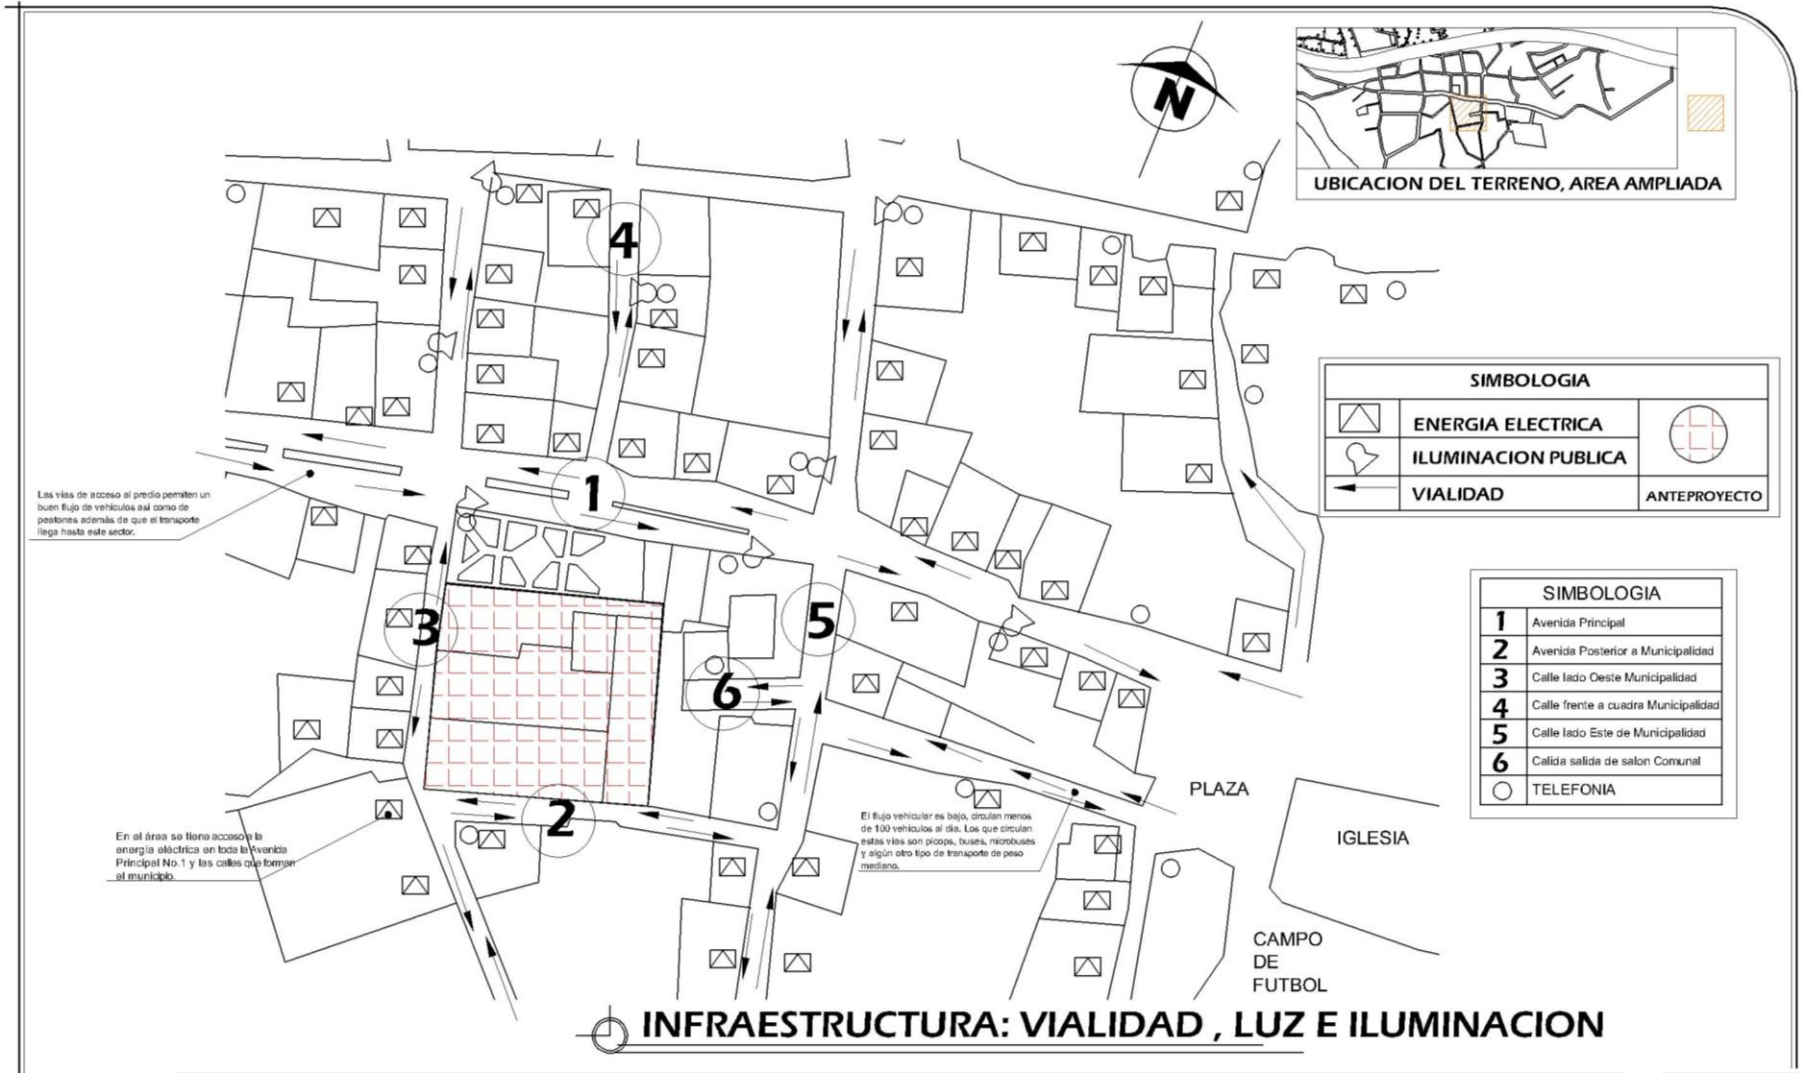 N
UBICACION DEL TERRENO, AREA AMPLIADA
4
SIMBOLOGIA
ENERGIA ELECTRICA
ILUMINACION PUBLICA
VIALIDAD
ANTEPROYECTO
1
Las vías de acceso al predio permiten un
buen flujo de vehículos así como de
peatones además de que el transporte
llega hasta este sector.
3
5
6
2
SIMBOLOGIA
1 Avenida Principal
2 Avenida Posterior a Municipalidad
3 Calle lado Oeste Municipalidad
4 Calle frente a cuadra Municipalidad
5 Calle lado Este de Municipalidad
6 Calida salida de salon Comunal
TELEFONIA
PLAZA
IGLESIA
El flujo vehicular es bajo, circulan menos
de 100 vehículos al día. Los que circulan
estas vías son picops, buses, microbuses
y algún otro tipo de transporte de peso
mediano.
En el área se tiene acceso a la
energía eléctrica en toda la Avenida
Principal No.1 y las calles que forman
el municipio.
CAMPO
DE
FUTBOL
INFRAESTRUCTURA: VIALIDAD , LUZ E ILUMINACION